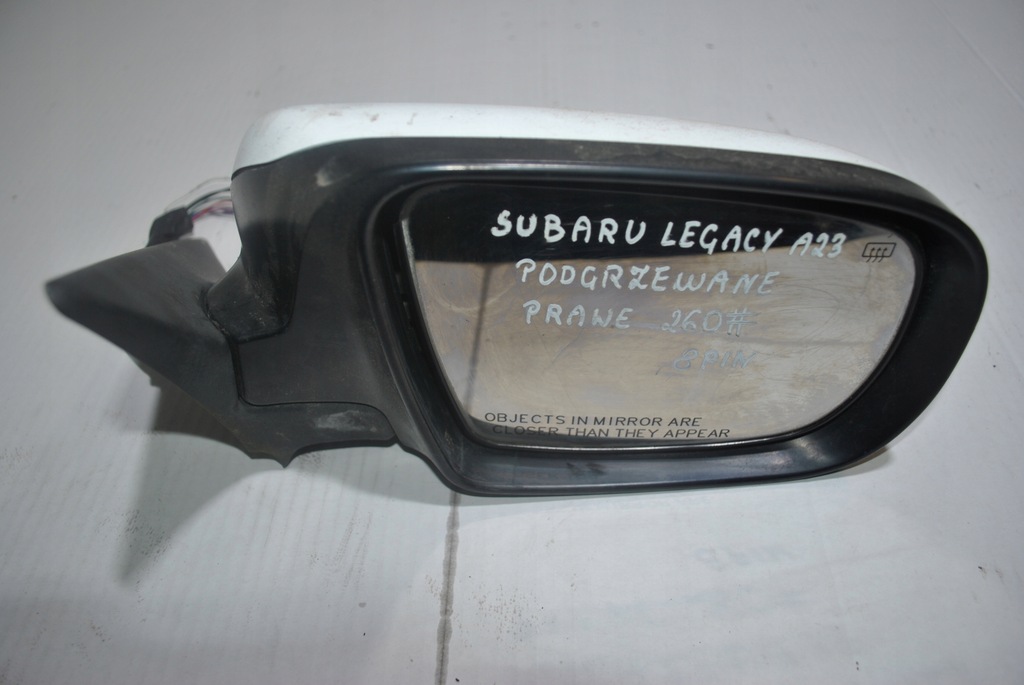 SUBARU LEGACY A23
PODGRZEWANE
PRAWE 260#
8PIN
OBJECTS IN MIRROR ARE
CLOSER THAN THEY APPEAR